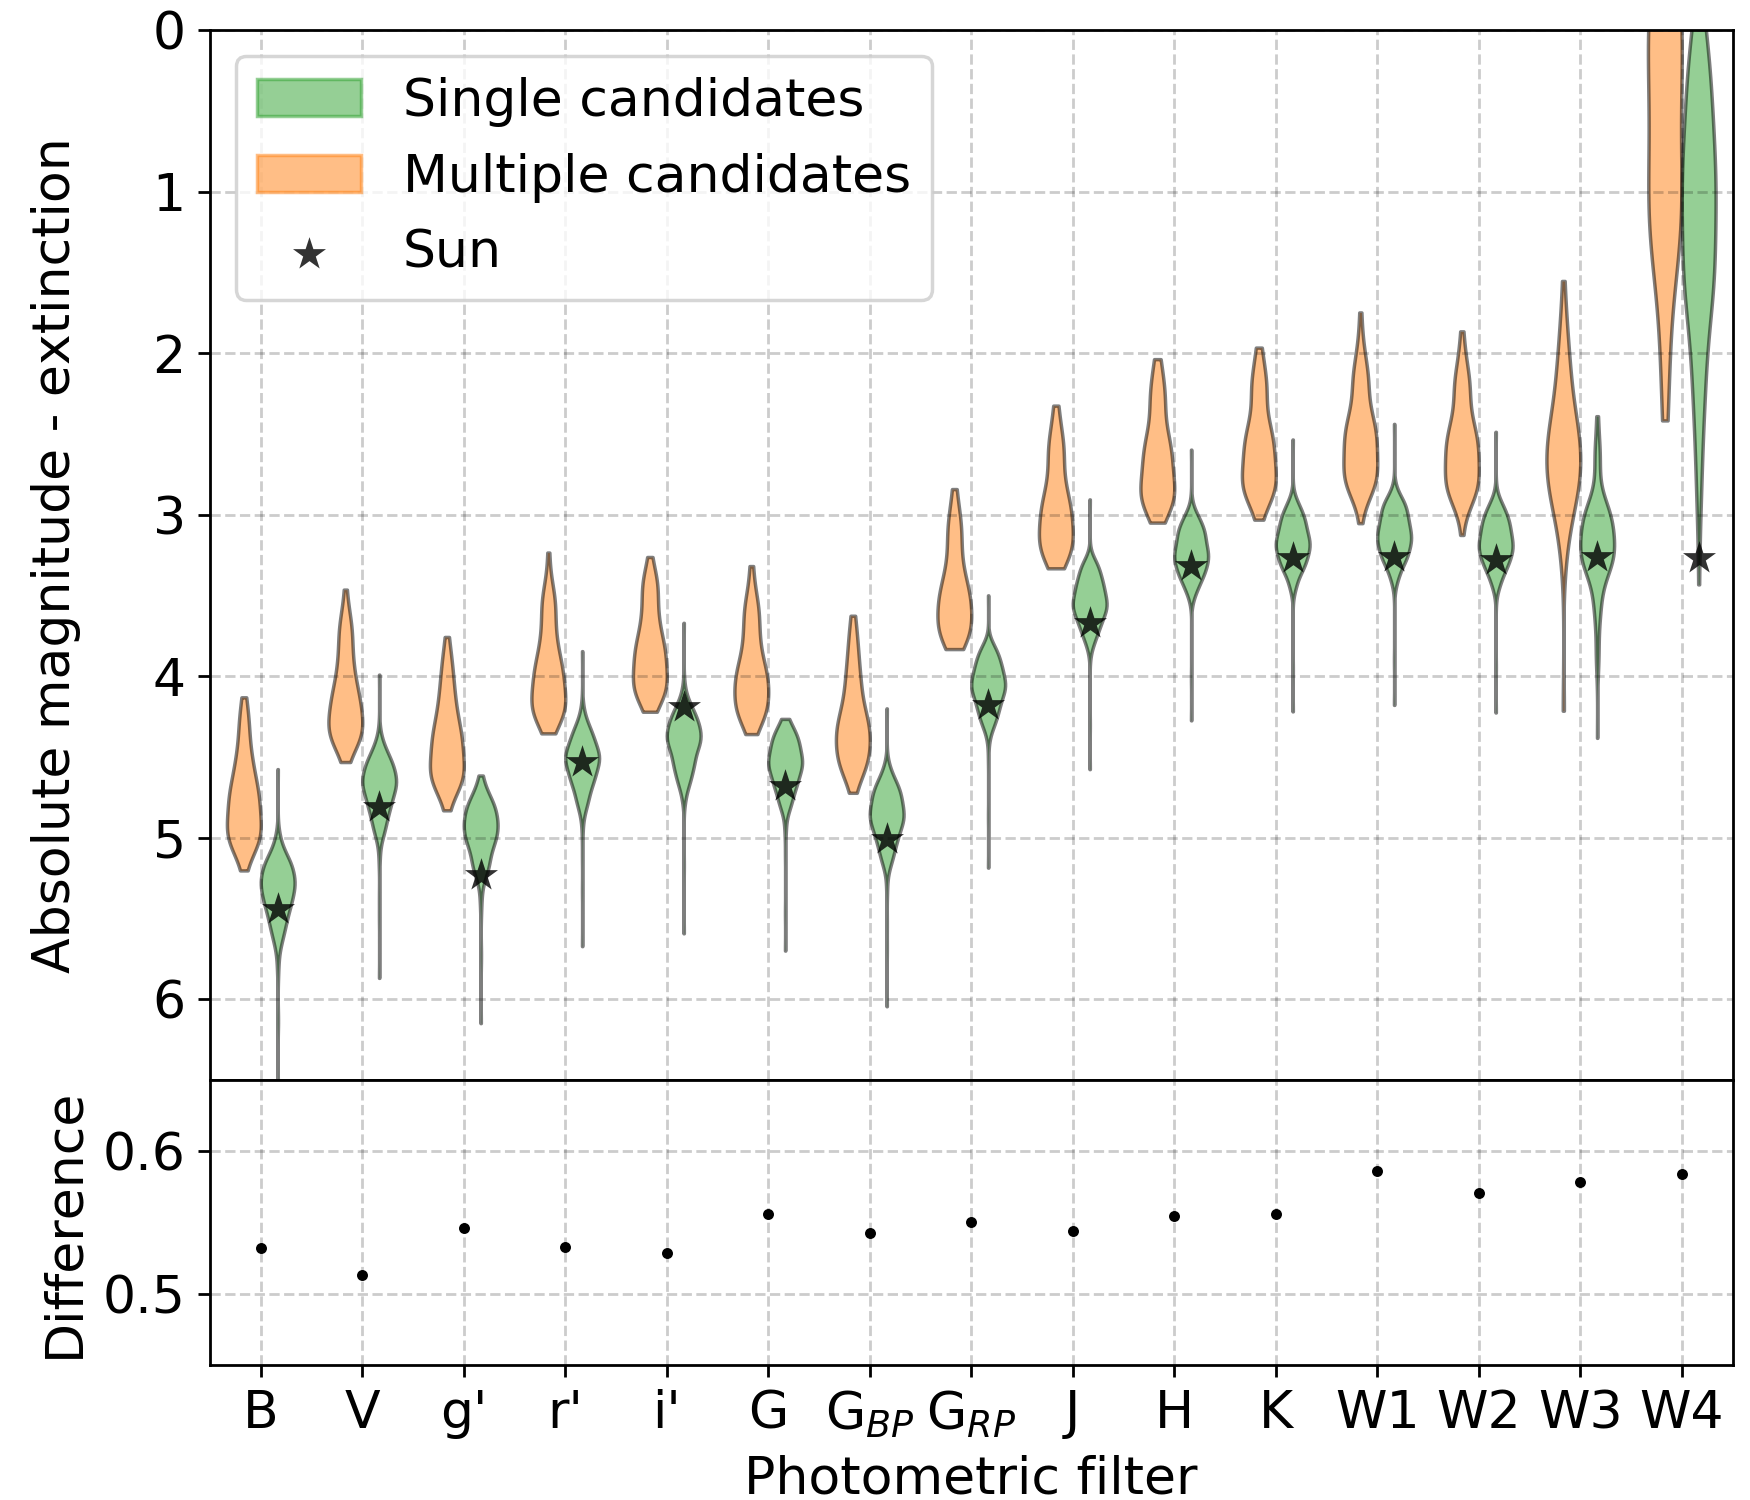 Absolute magnitude - extinction
0
1
2
3
4
5
6
Single candidates
Multiple candidates
Sun
Difference
0.6
0.5
B V g' r' i' G G_BP G_RP J H K W1 W2 W3 W4
Photometric filter